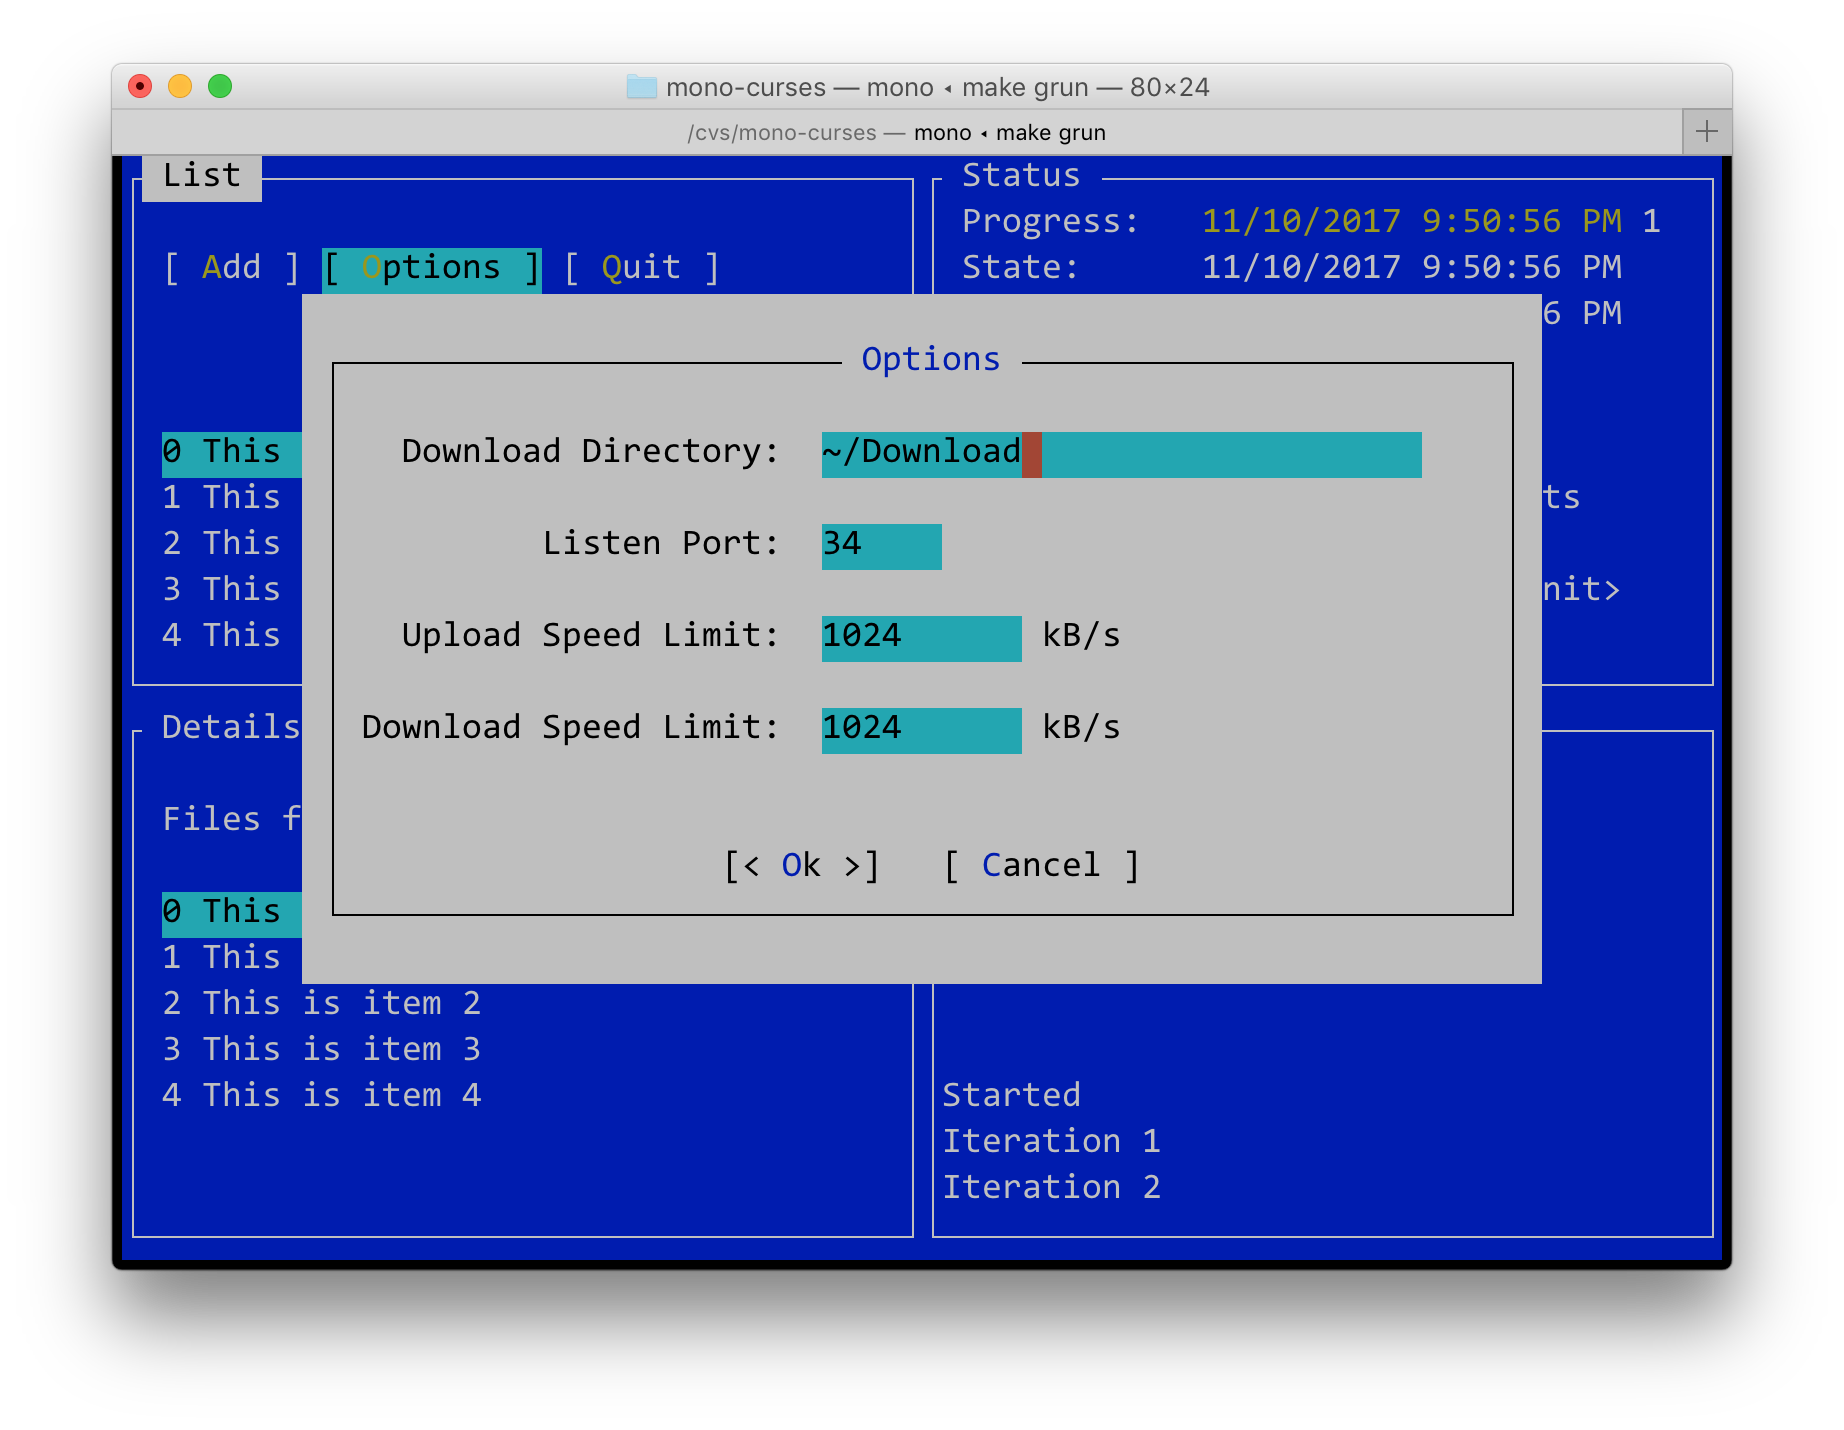 mono-curses — mono ◂ make grun — 80×24
/cvs/mono-curses — mono ◂ make grun
List
Status
Progress: 11/10/2017 9:50:56 PM 1
[ Add ] [ Options ] [ Quit ]
State: 11/10/2017 9:50:56 PM
6 PM
Options
0 This
Download Directory: ~/Download
1 This
ts
2 This
Listen Port: 34
3 This
nit>
4 This
Upload Speed Limit: 1024 kB/s
Details
Download Speed Limit: 1024 kB/s
Files f
[< Ok >] [ Cancel ]
0 This
1 This
2 This is item 2
3 This is item 3
4 This is item 4
Started
Iteration 1
Iteration 2